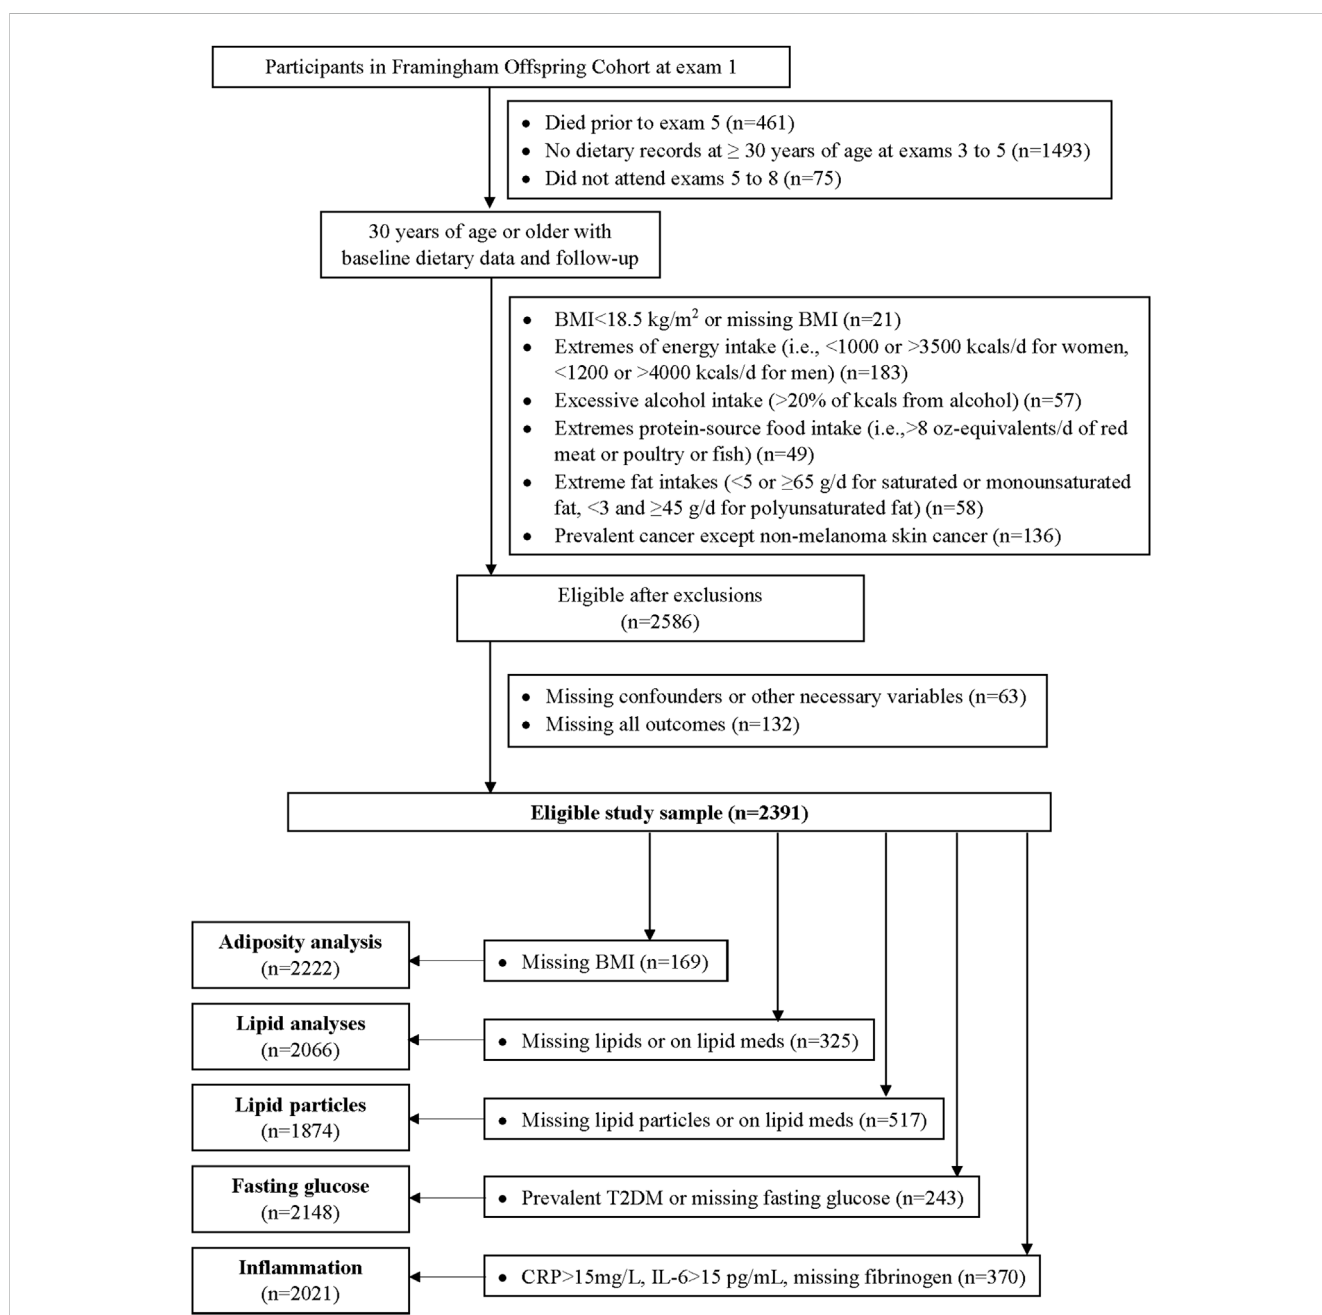 Participants in Framingham Offspring Cohort at exam 1
• Died prior to exam 5 (n=461)
• No dietary records at ≥ 30 years of age at exams 3 to 5 (n=1493)
• Did not attend exams 5 to 8 (n=75)
30 years of age or older with
baseline dietary data and follow-up
• BMI<18.5 kg/m² or missing BMI (n=21)
• Extremes of energy intake (i.e., <1000 or >3500 kcals/d for women,
<1200 or >4000 kcals/d for men) (n=183)
• Excessive alcohol intake (>20% of kcals from alcohol) (n=57)
• Extremes protein-source food intake (i.e.,>8 oz-equivalents/d of red
meat or poultry or fish) (n=49)
• Extreme fat intakes (<5 or ≥65 g/d for saturated or monounsaturated
fat, <3 and ≥45 g/d for polyunsaturated fat) (n=58)
• Prevalent cancer except non-melanoma skin cancer (n=136)
Eligible after exclusions
(n=2586)
• Missing confounders or other necessary variables (n=63)
• Missing all outcomes (n=132)
Eligible study sample (n=2391)
Adiposity analysis
(n=2222)
• Missing BMI (n=169)
Lipid analyses
(n=2066)
• Missing lipids or on lipid meds (n=325)
Lipid particles
(n=1874)
• Missing lipid particles or on lipid meds (n=517)
Fasting glucose
(n=2148)
• Prevalent T2DM or missing fasting glucose (n=243)
Inflammation
(n=2021)
• CRP>15mg/L, IL-6>15 pg/mL, missing fibrinogen (n=370)